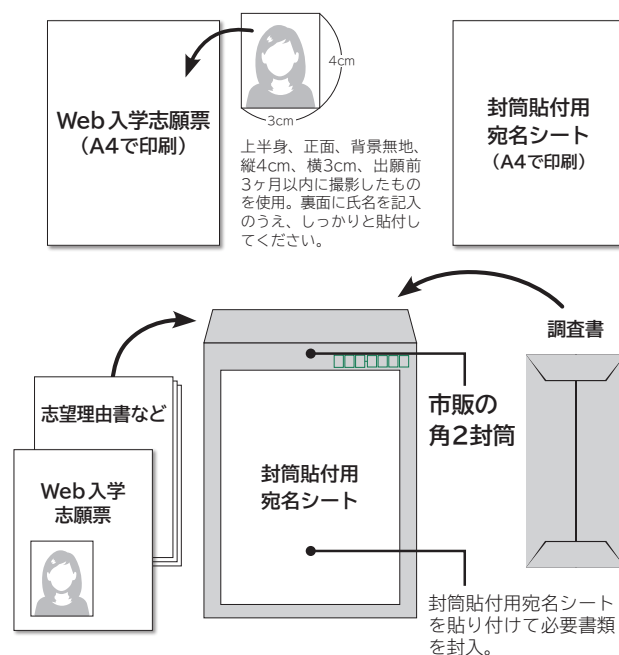 Web入学志願票
（A4で印刷）
4cm
3cm
上半身、正面、背景無地、
縦4cm、横3cm、出願前
3ヶ月以内に撮影したもの
を使用。裏面に氏名を記入
のうえ、しっかりと貼付し
てください。
封筒貼付用
宛名シート
（A4で印刷）
調査書
志望理由書など
市販の
角2封筒
封筒貼付用
宛名シート
Web入学
志願票
封筒貼付用宛名シート
を貼り付けて必要書類
を封入。